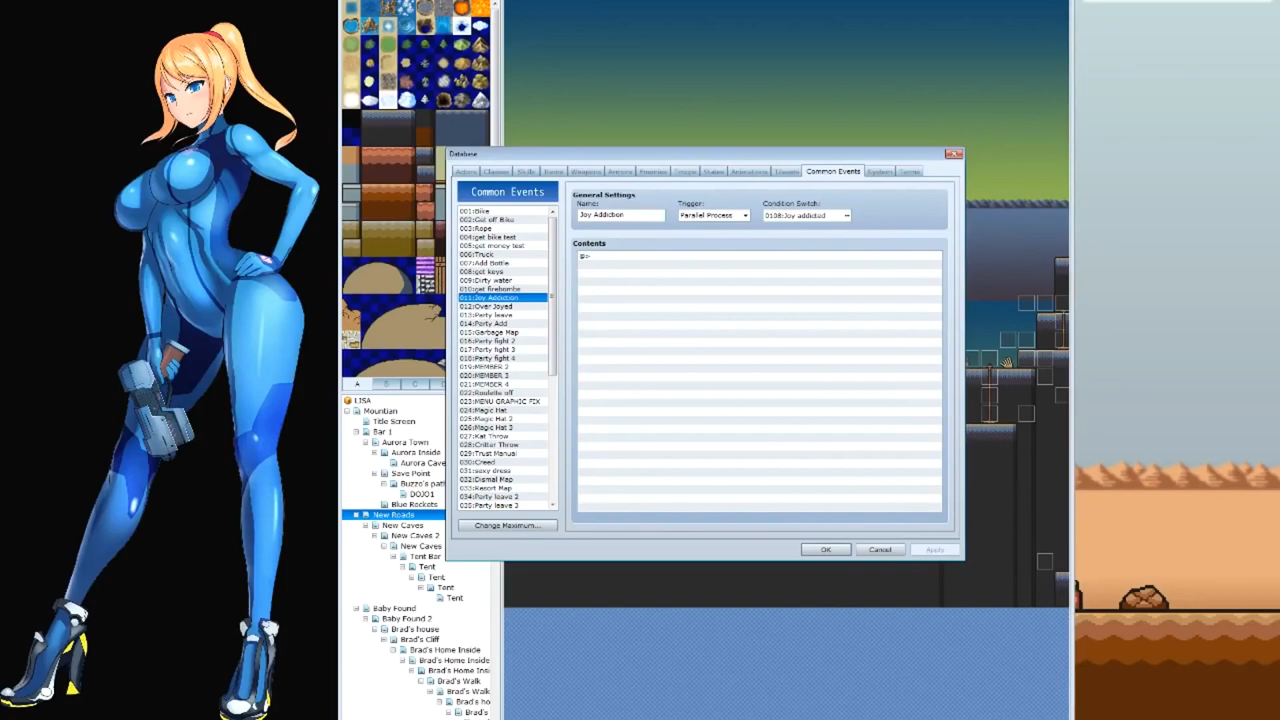 Database
Actors Classes Skills Items Weapons Armors Enemies Troops States Animations Tilesets Common Events System Terms
Common Events
001:Bike
002:Get off Bike
003:Rope
004:get bike test
005:get money test
006:Truck
007:Add Bottle
008:get keys
009:Dirty water
010:get firebombs
011:Joy Addiction
012:Over Joyed
013:Party leave
014:Party Add
015:Garbage Map
016:Party fight 2
017:Party fight 3
018:Party fight 4
019:MEMBER 2
020:MEMBER 3
021:MEMBER 4
022:Roulette off
023:MENU GRAPHIC FIX
024:Magic Hat
025:Magic Hat 2
026:Magic Hat 3
027:Kat Throw
028:Critter Throw
029:Trust Manual
030:Creed
031:sexy dress
032:Dismal Map
033:Resort Map
034:Party leave 2
035:Party leave 3
Change Maximum...
General Settings
Name: Trigger: Condition Switch:
Joy Addiction Parallel Process 0108:Joy addicted ...
Contents
@>
OK Cancel Apply
A B C
LISA
Mountian
Title Screen
Bar 1
Aurora Town
Aurora Inside
Aurora Cave
Save Point
Buzzo's pat
DOJO1
Blue Rockets
New Roads
New Caves
New Caves 2
New Caves
Tent Bar
Tent
Tent
Tent
Tent
Baby Found
Baby Found 2
Brad's house
Brad's Cliff
Brad's Home Inside
Brad's Home Inside
Brad's Home Insi
Brad's Walk
Brad's Walk
Brad's ho
Brad's